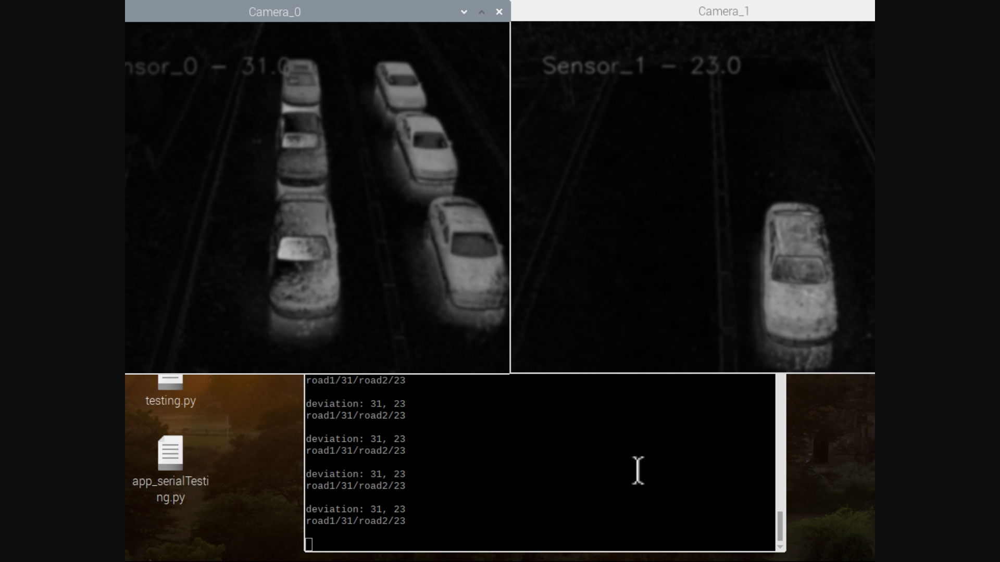 Camera_0
Camera_1
nsor_0 - 31.0
Sensor_1 - 23.0
testing.py
app_serialTesti
ng.py
road1/31/road2/23
deviation: 31, 23
road1/31/road2/23
deviation: 31, 23
road1/31/road2/23
deviation: 31, 23
road1/31/road2/23
deviation: 31, 23
road1/31/road2/23